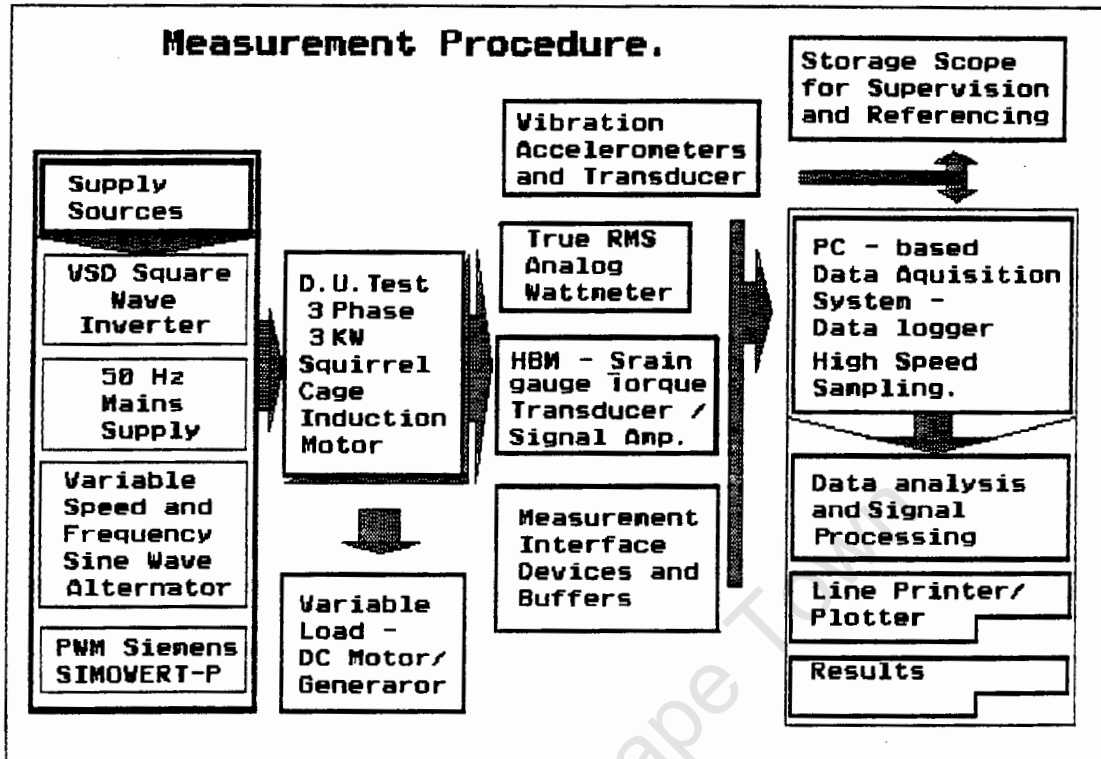 Measurement Procedure.
Supply
Sources
VSD Square
Wave
Inverter
50 Hz
Mains
Supply
Variable
Speed and
Frequency
Sine Wave
Alternator
PWM Siemens
SIMOVERT-P
D.U.Test
3 Phase
3 KW
Squirrel
Cage
Induction
Motor
Variable
Load -
DC Motor/
Generaror
Vibration
Accelerometers
and Transducer
True RMS
Analog
Wattmeter
HBM - Srain
gauge Torque
Transducer /
Signal Amp.
Measurement
Interface
Devices and
Buffers
Storage Scope
for Supervision
and Referencing
PC - based
Data Aquisition
System -
Data logger
High Speed
Sampling.
Data analysis
and Signal
Processing
Line Printer/
Plotter
Results
ape Town